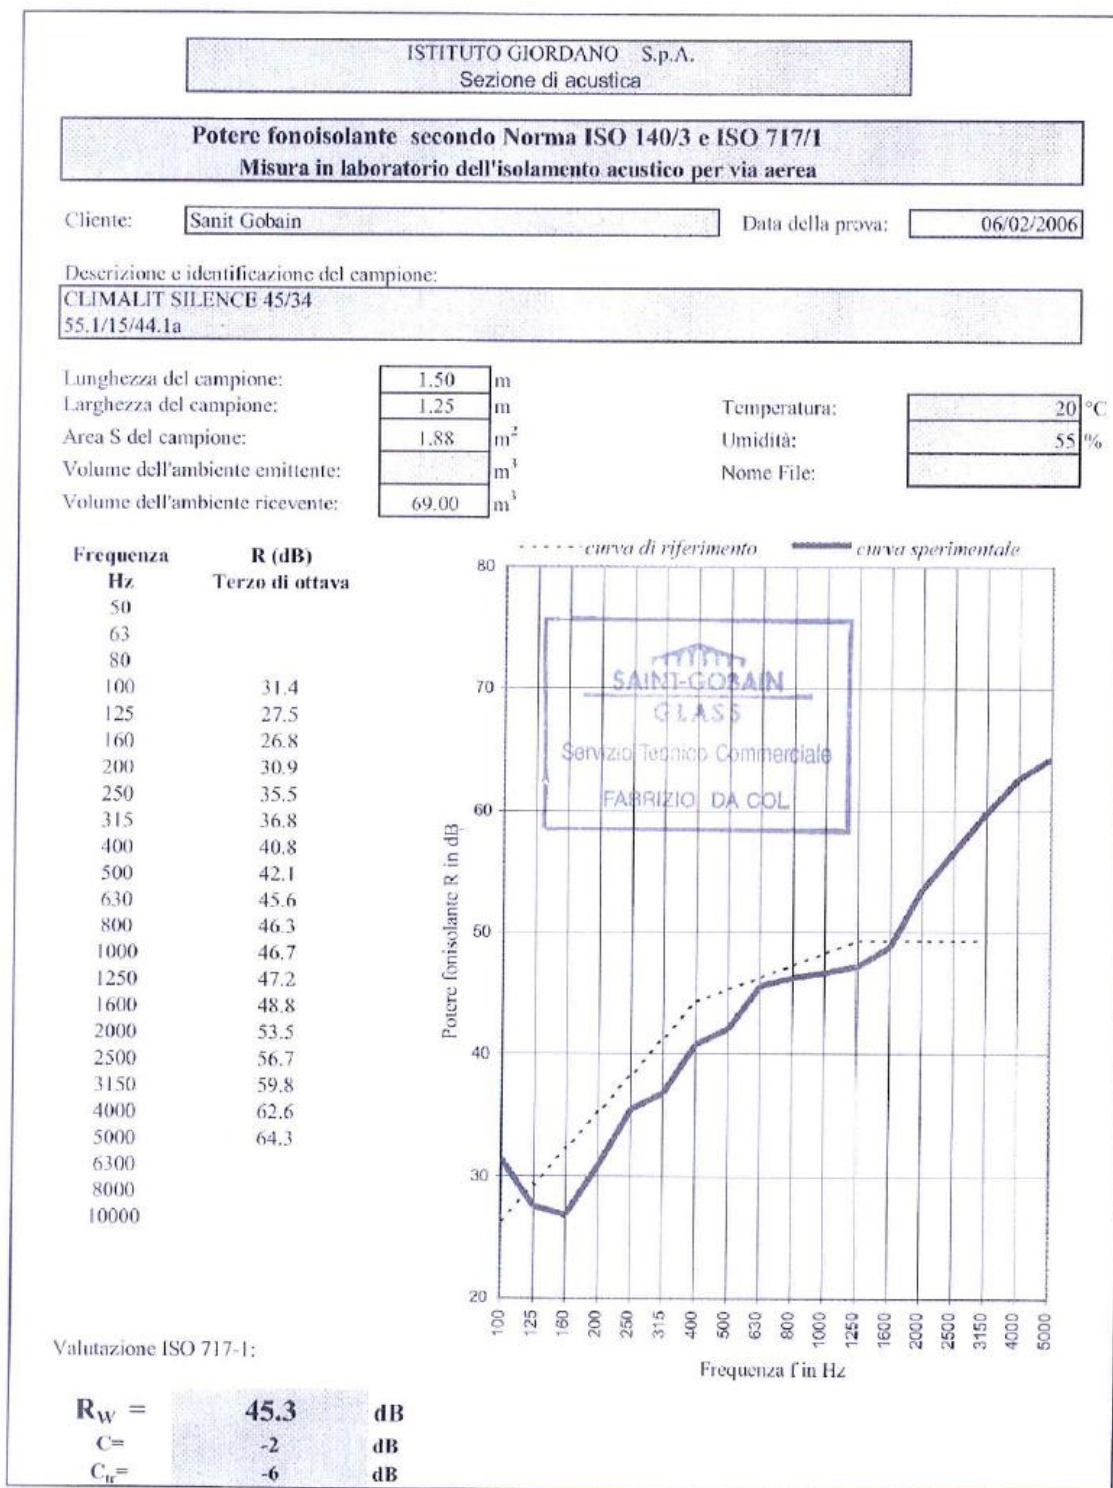 ISTITUTO GIORDANO S.p.A.
Sezione di acustica
Potere fonoisolante secondo Norma ISO 140/3 e ISO 717/1
Misura in laboratorio dell'isolamento acustico per via aerea
Cliente: Sanit Gobain Data della prova: 06/02/2006
Descrizione e identificazione del campione:
CLIMALIT SILENCE 45/34
55.1/15/44.1a
Lunghezza del campione: 1.50 m
Larghezza del campione: 1.25 m Temperatura: 20 °C
Area S del campione: 1.88 m² Umidità: 55 %
Volume dell'ambiente emittente: m³ Nome File:
Volume dell'ambiente ricevente: 69.00 m³
Frequenza R (dB)
Hz Terzo di ottava
50
63
80
100 31.4
125 27.5
160 26.8
200 30.9
250 35.5
315 36.8
400 40.8
500 42.1
630 45.6
800 46.3
1000 46.7
1250 47.2
1600 48.8
2000 53.5
2500 56.7
3150 59.8
4000 62.6
5000 64.3
6300
8000
10000
curva di riferimento curva sperimentale
80
70
60
50
40
30
20
Potere fonisolante R in dB
SAINT-GOBAIN
GLASS
Servizio Tecnico Commerciale
FABRIZIO DA COL
100 125 160 200 250 315 400 500 630 800 1000 1250 1600 2000 2500 3150 4000 5000
Frequenza f in Hz
Valutazione ISO 717-1:
R_W = 45.3 dB
C= -2 dB
C_tr= -6 dB